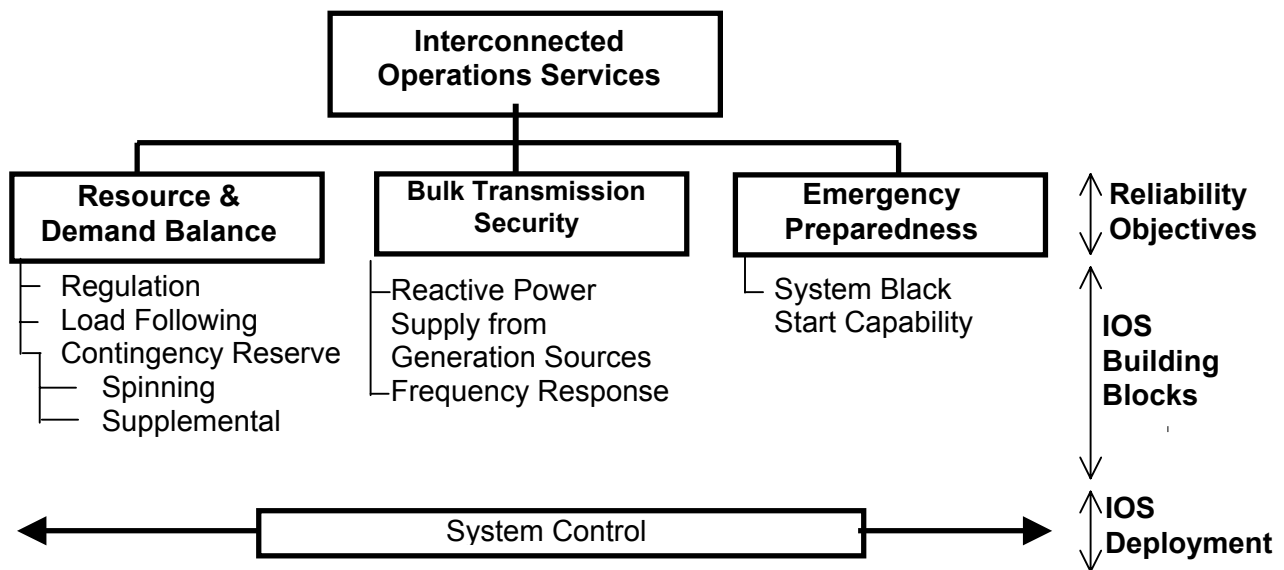 Interconnected
Operations Services
Resource &
Demand Balance
Bulk Transmission
Security
Emergency
Preparedness
Reliability
Objectives
Regulation
Load Following
Contingency Reserve
Spinning
Supplemental
Reactive Power
Supply from
Generation Sources
Frequency Response
System Black
Start Capability
IOS
Building
Blocks
System Control
IOS
Deployment